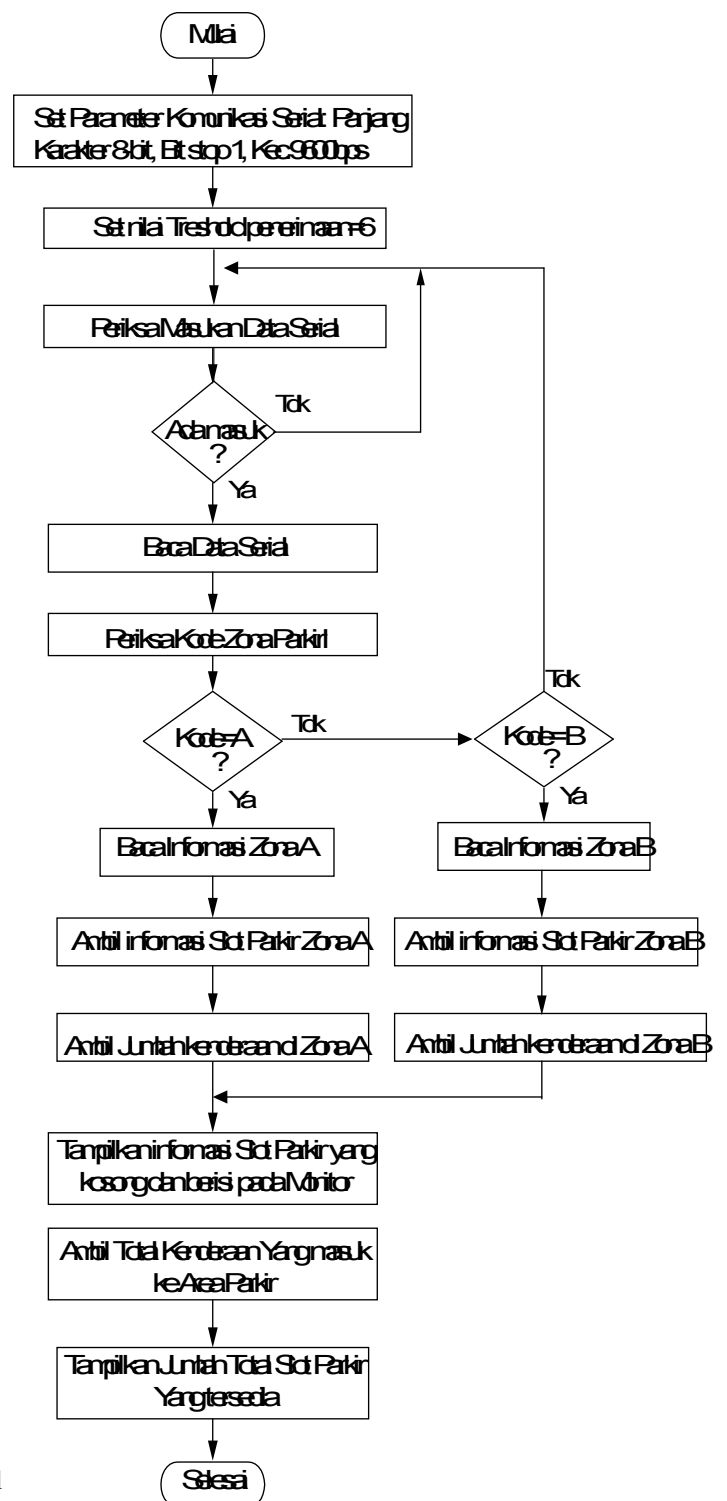 Mulai
Set Parameter Komunikasi Serial: Panjang
Karakter 8-bit, Bit stop 1, Kec:9600bps
Set nilai Treshold penerimaan=6
Periksa Masukan Data Serial
Tdk
Ada masuk
?
Ya
Baca Data Serial
Periksa Kode Zona Parkir!
Tdk
Kode=A
?
Tdk
Kode=B
?
Ya
Ya
Baca Informasi Zona A
Baca Informasi Zona B
Ambil informasi Slot Parkir Zona A
Ambil informasi Slot Parkir Zona B
Ambil Jumlah kenderaan di Zona A
Ambil Jumlah kenderaan di Zona B
Tampilkan informasi Slot Parkir yang
kosong dan berisi pada Monitor
Ambil Total Kenderaan Yang masuk
ke Area Parkir
Tampilkan Jumlah Total Slot Parkir
Yang tersedia
Selesai